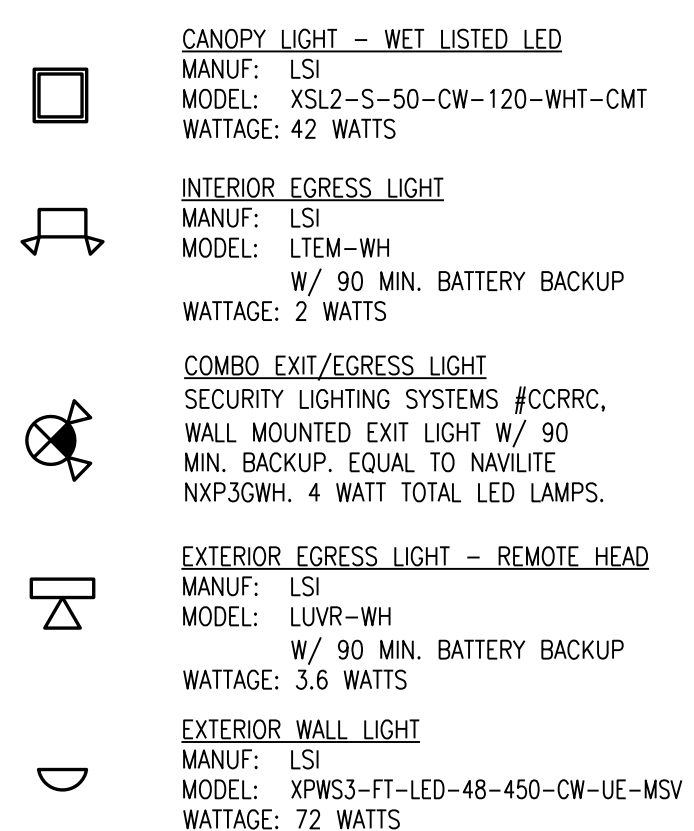 CANOPY LIGHT – WET LISTED LED
MANUF: LSI
MODEL: XSL2-S-50-CW-120-WHT-CMT
WATTAGE: 42 WATTS
INTERIOR EGRESS LIGHT
MANUF: LSI
MODEL: LTEM-WH
W/ 90 MIN. BATTERY BACKUP
WATTAGE: 2 WATTS
COMBO EXIT/EGRESS LIGHT
SECURITY LIGHTING SYSTEMS #CCRRC,
WALL MOUNTED EXIT LIGHT W/ 90
MIN. BACKUP. EQUAL TO NAVILITE
NXP3GWH. 4 WATT TOTAL LED LAMPS.
EXTERIOR EGRESS LIGHT – REMOTE HEAD
MANUF: LSI
MODEL: LUVR-WH
W/ 90 MIN. BATTERY BACKUP
WATTAGE: 3.6 WATTS
EXTERIOR WALL LIGHT
MANUF: LSI
MODEL: XPWS3-FT-LED-48-450-CW-UE-MSV
WATTAGE: 72 WATTS